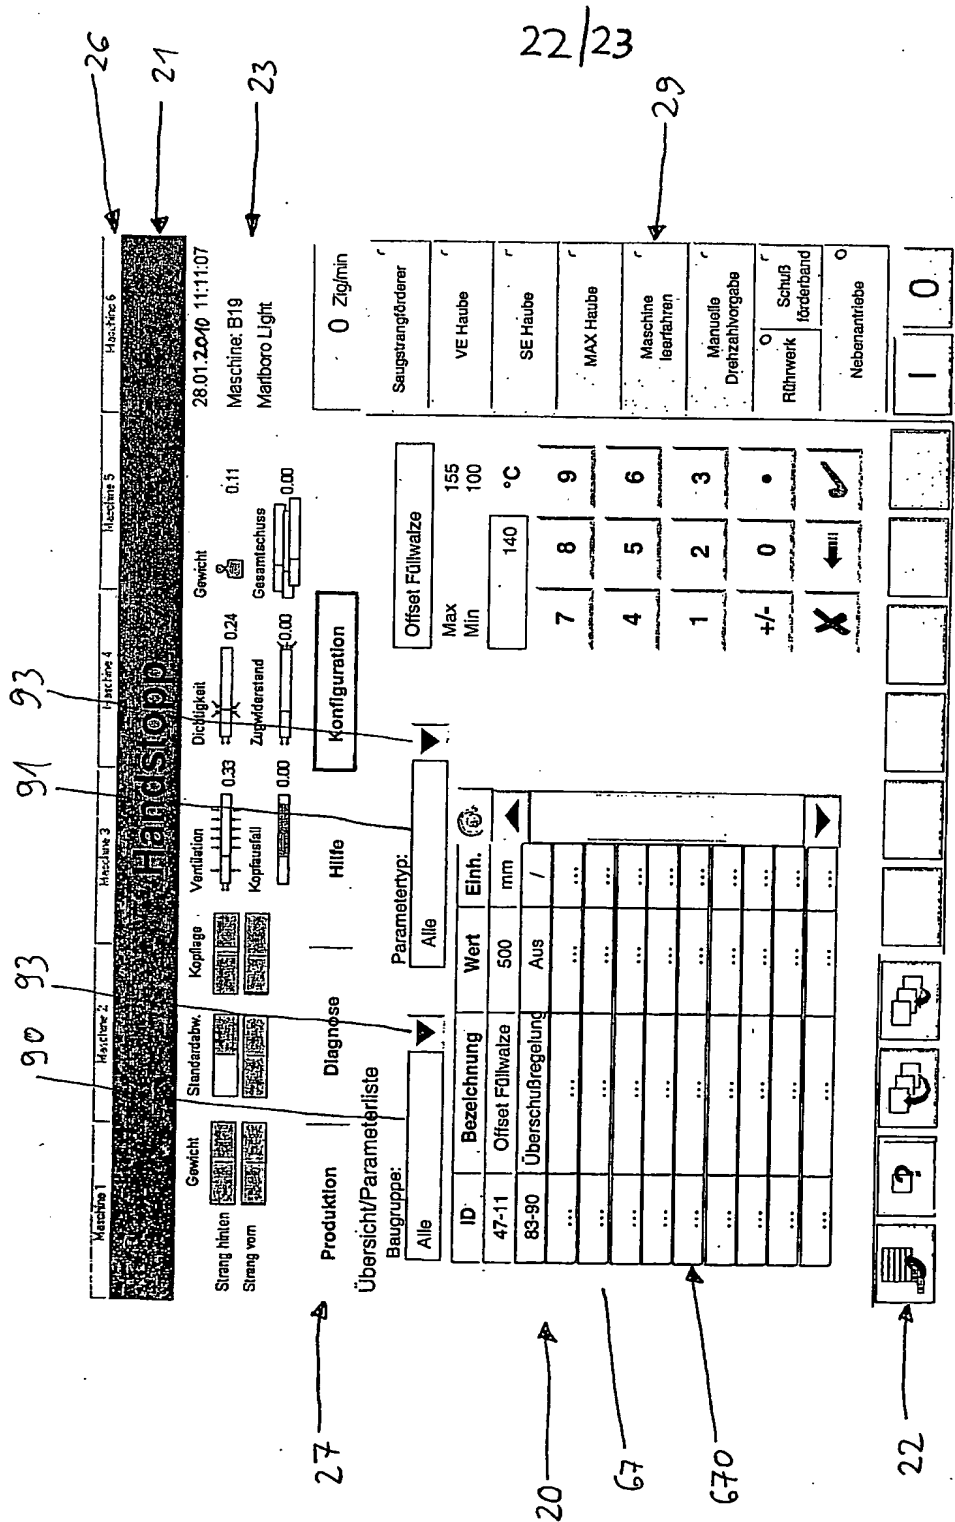 22/23
26
21
23
93
91
93
90
Maschine 1 Maschine 2 Maschine 3 Maschine 4 Maschine 5 Maschine 6
Handstopp
Gewicht Standardabw. Kopflage Ventilation Dichtigkeit Gewicht 28.01.2010 11:11:07
Strang hinten 0.33 0.24 0.11
Kopfausfall Zugwiderstand Gesamtschuss Maschine: B19
Strang vorn 0.00 0.00 0.00 Marlboro Light
Produktion Diagnose Hilfe Konfiguration
0 Zig/min
Übersicht/Parameterliste
Baugruppe: Parametertyp:
Alle Alle
Offset Füllwalze
Max 155
Min 100
140 °C
ID Bezeichnung Wert Einh.
47-11 Offset Füllwalze 500 mm
83-90 Überschußregelung Aus /
... ... ... ...
... ... ... ...
... ... ... ...
... ... ... ...
... ... ... ...
... ... ... ...
... ... ... ...
... ... ... ...
... ... ... ...
7 8 9
4 5 6
1 2 3
+/- 0 •
Saugstrangförderer
VE Haube
SE Haube
MAX Haube
Maschine
leerfahren
Manuelle
Drehzahlvorgabe
Rührwerk
Schuß
förderband
Nebenantriebe
?
I 0
27
20
67
670
22
29